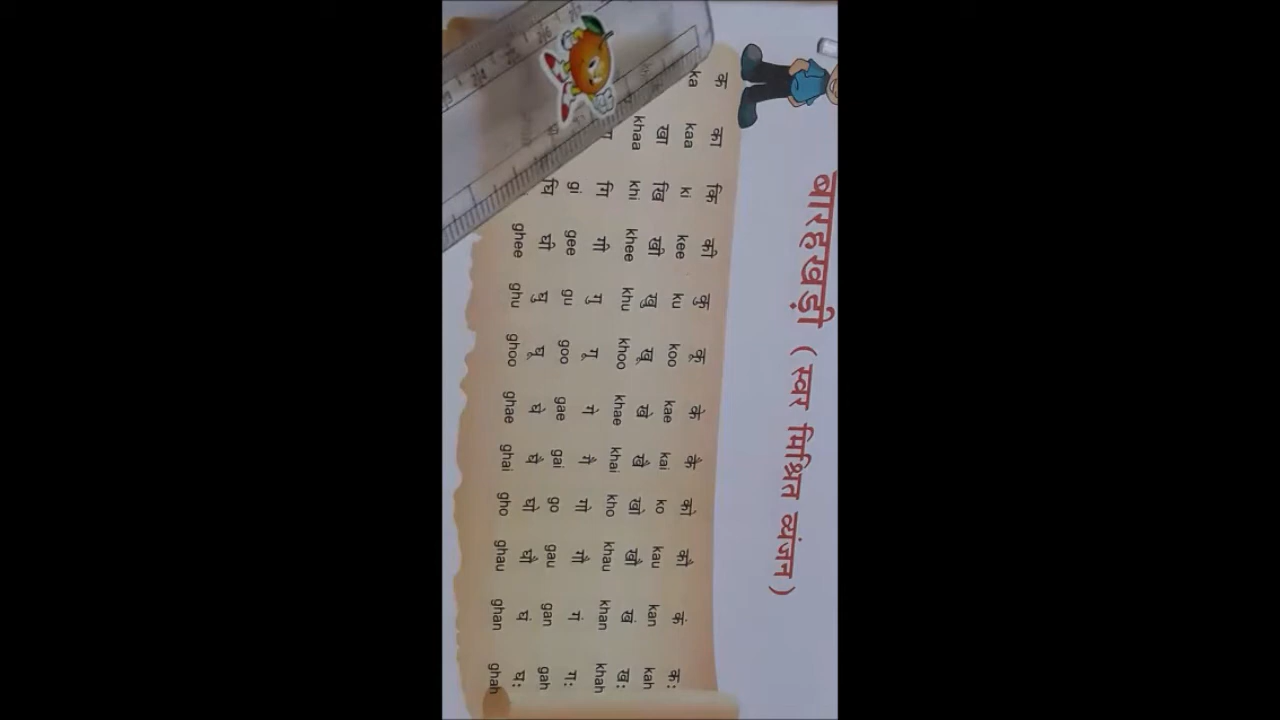 बारहखड़ी ( स्वर मिश्रित व्यंजन )
क का कि की कु कू के कै को कौ कं क:
ka kaa ki kee ku koo kae kai ko kau kan kah
खा खि खी खु खू खे खै खो खौ खं ख:
khaa khi khee khu khoo khae khai kho khau khan khah
गि गी गु गू गे गै गो गौ गं ग:
gi gee gu goo gae gai go gau gan gah
घि घी घु घू घे घै घो घौ घं घ:
ghee ghu ghoo ghae ghai gho ghau ghan ghah